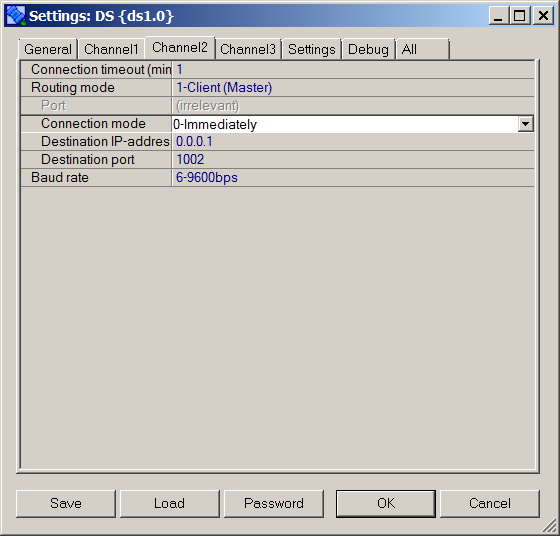 Settings: DS {ds1.0}
General Channel1 Channel2 Channel3 Settings Debug All
Connection timeout (min 1
Routing mode 1-Client (Master)
Port (irrelevant)
Connection mode 0-Immediately
Destination IP-addres 0.0.0.1
Destination port 1002
Baud rate 6-9600bps
Save Load Password OK Cancel